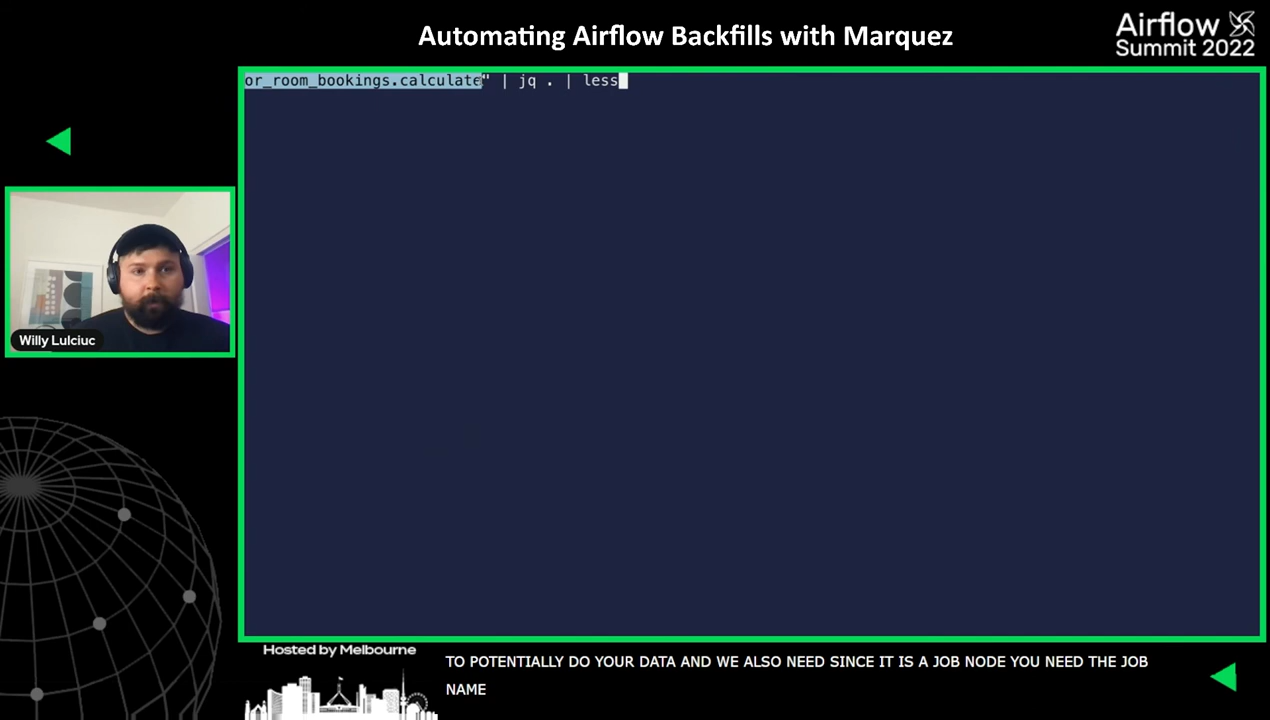 Automating Airflow Backfills with Marquez
Airflow
Summit 2022
or_room_bookings.calculate" | jq . | less
Willy Lulciuc
Hosted by Melbourne
TO POTENTIALLY DO YOUR DATA AND WE ALSO NEED SINCE IT IS A JOB NODE YOU NEED THE JOB
NAME